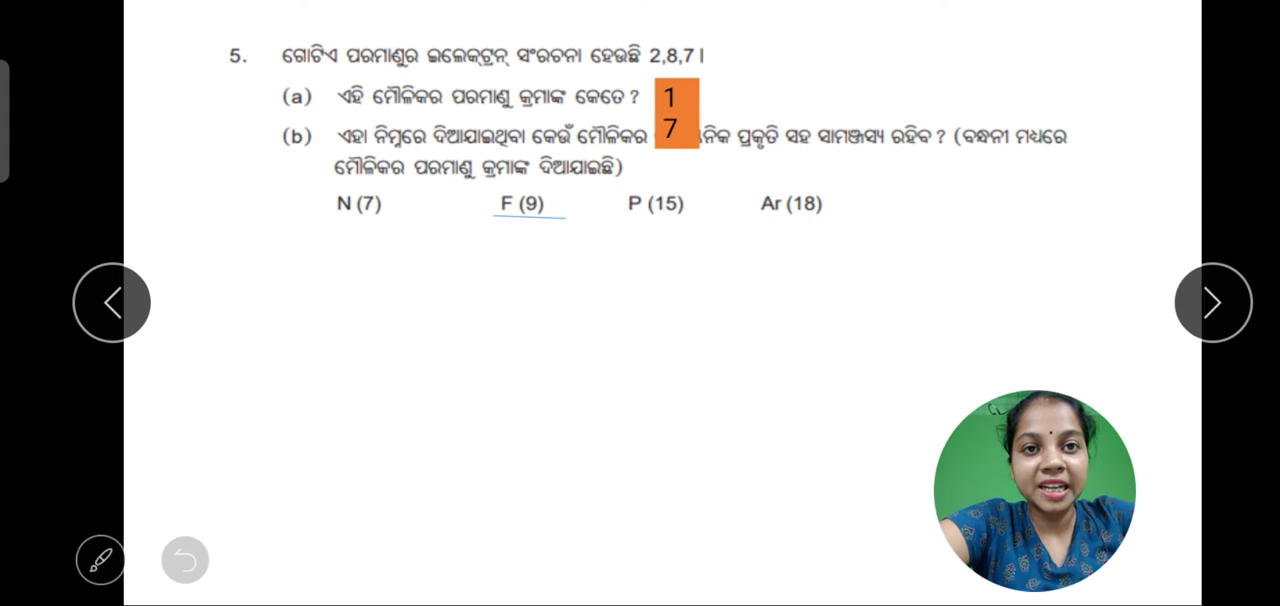 5. ଗୋଟିଏ ପରମାଣୁର ଇଲେକ୍ଟ୍ରନ୍ ସଂରଚନା ହେଉଛି 2,8,7।
(a) ଏହି ମୌଳିକର ପରମାଣୁ କ୍ରମାଙ୍କ କେତେ ? 1
(b) ଏହା ନିମ୍ନରେ ଦିଆଯାଇଥିବା କେଉଁ ମୌଳିକର 7 ପ୍ରକୃତି ସହ ସାମଞ୍ଜସ୍ୟ ରହିବ ? (ବନ୍ଧନୀ ମଧ୍ୟରେ
ମୌଳିକର ପରମାଣୁ କ୍ରମାଙ୍କ ଦିଆଯାଇଛି)
N (7) F (9) P (15) Ar (18)